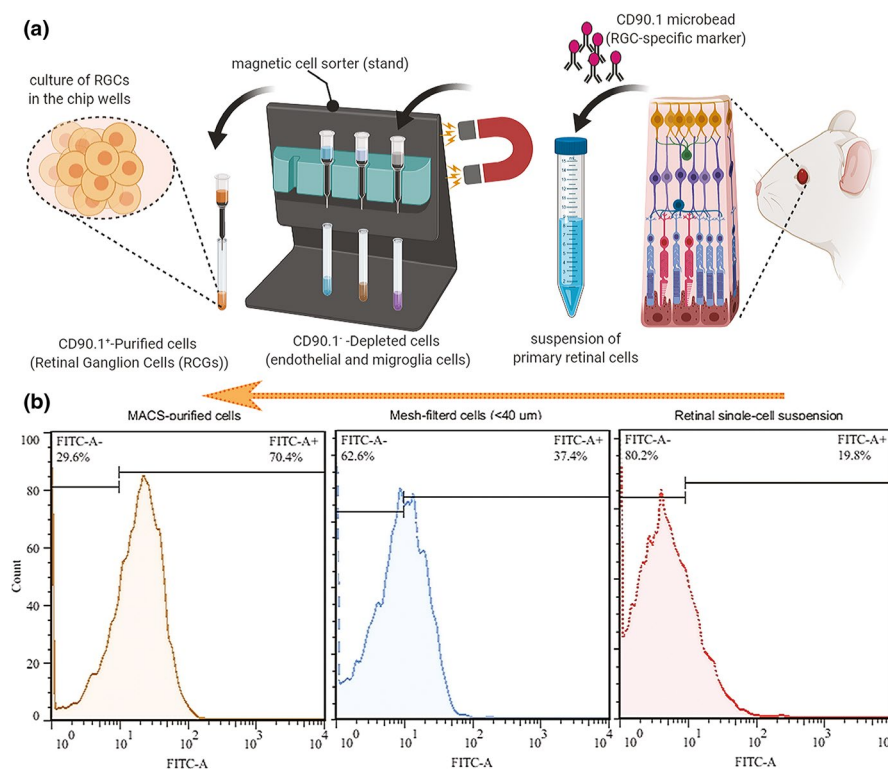 (a)
CD90.1 microbead
(RGC-specific marker)
magnetic cell sorter (stand)
culture of RGCs
in the chip wells
CD90.1⁺-Purified cells
(Retinal Ganglion Cells (RCGs))
CD90.1⁻ -Depleted cells
(endothelial and migroglia cells)
suspension of
primary retinal cells
(b)
MACS-purified cells
Mesh-filterd cells (<40 um)
Retinal single-cell suspension
100
80
60
40
20
0
Count
FITC-A-
29.6%
FITC-A+
70.4%
10⁰ 10¹ 10² 10³ 10⁴
FITC-A
FITC-A-
62.6%
FITC-A+
37.4%
10⁰ 10¹ 10² 10³ 10⁴
FITC-A
FITC-A-
80.2%
FITC-A+
19.8%
10⁰ 10¹ 10² 10³
FITC-A